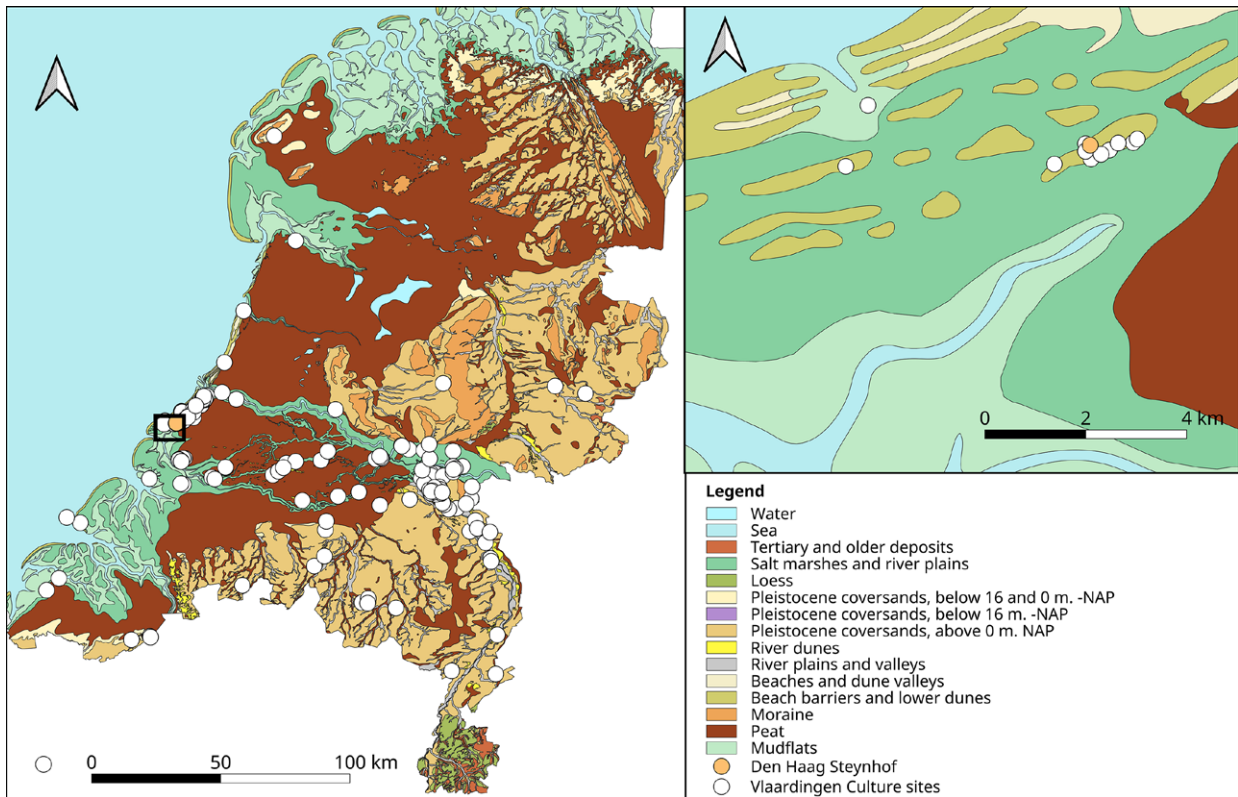 0 2 4 km
Legend
Water
Sea
Tertiary and older deposits
Salt marshes and river plains
Loess
Pleistocene coversands, below 16 and 0 m. -NAP
Pleistocene coversands, below 16 m. -NAP
Pleistocene coversands, above 0 m. NAP
River dunes
River plains and valleys
Beaches and dune valleys
Beach barriers and lower dunes
Moraine
Peat
Mudflats
Den Haag Steynhof
Vlaardingen Culture sites
0 50 100 km